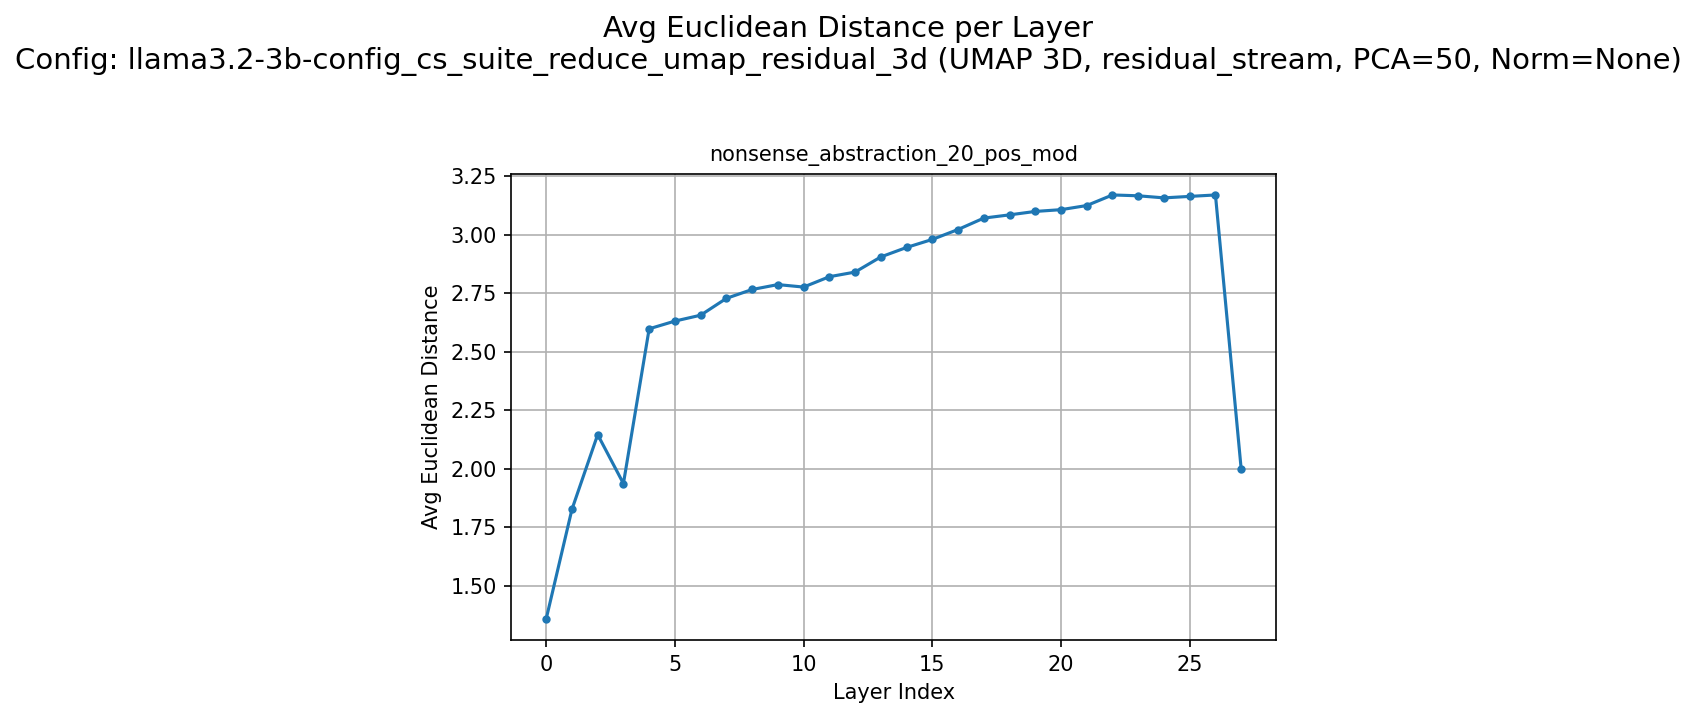 Avg Euclidean Distance per Layer
Config: llama3.2-3b-config_cs_suite_reduce_umap_residual_3d (UMAP 3D, residual_stream, PCA=50, Norm=None)
nonsense_abstraction_20_pos_mod
3.25
3.00
2.75
2.50
2.25
2.00
1.75
1.50
Avg Euclidean Distance
0 5 10 15 20 25
Layer Index